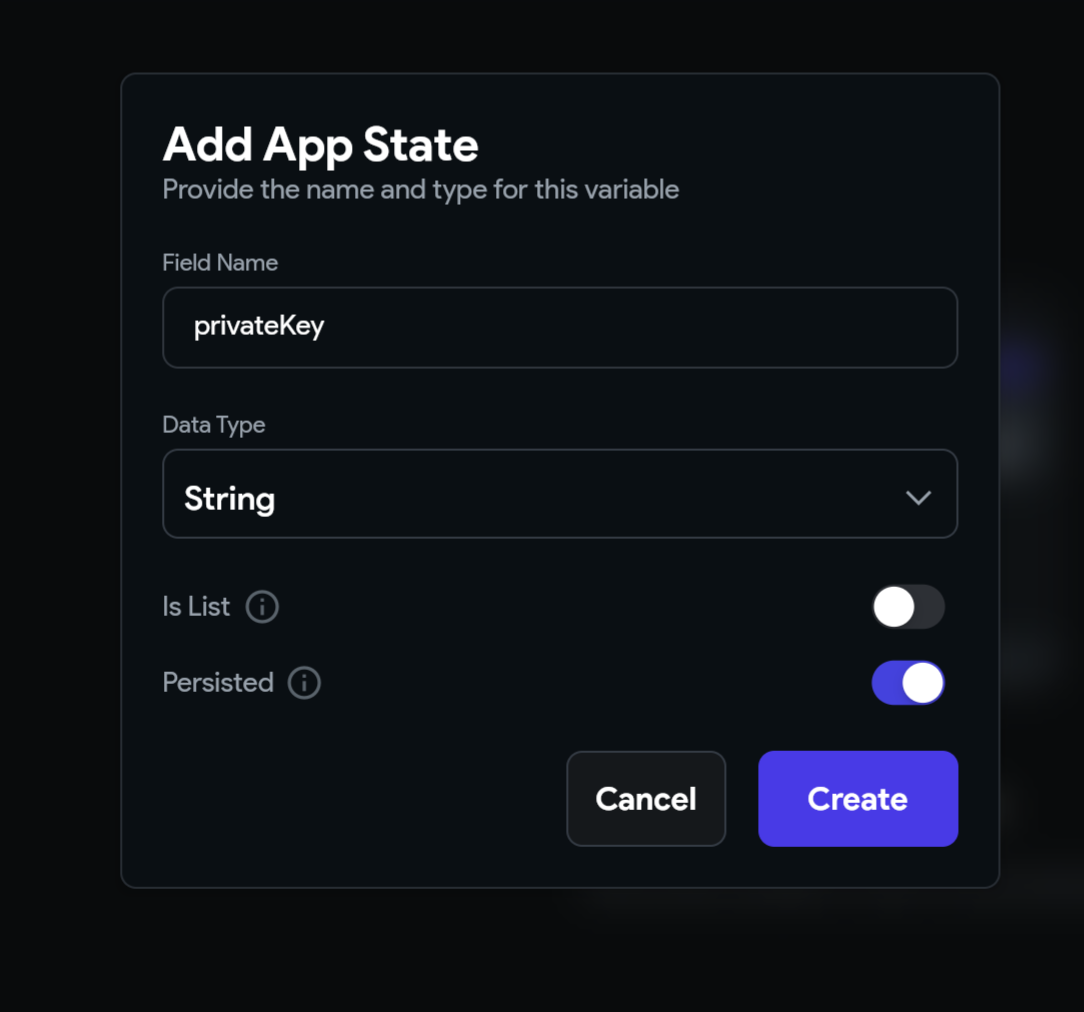 Add App State
Provide the name and type for this variable
Field Name
privateKey
Data Type
String
Is List
Persisted
Cancel
Create